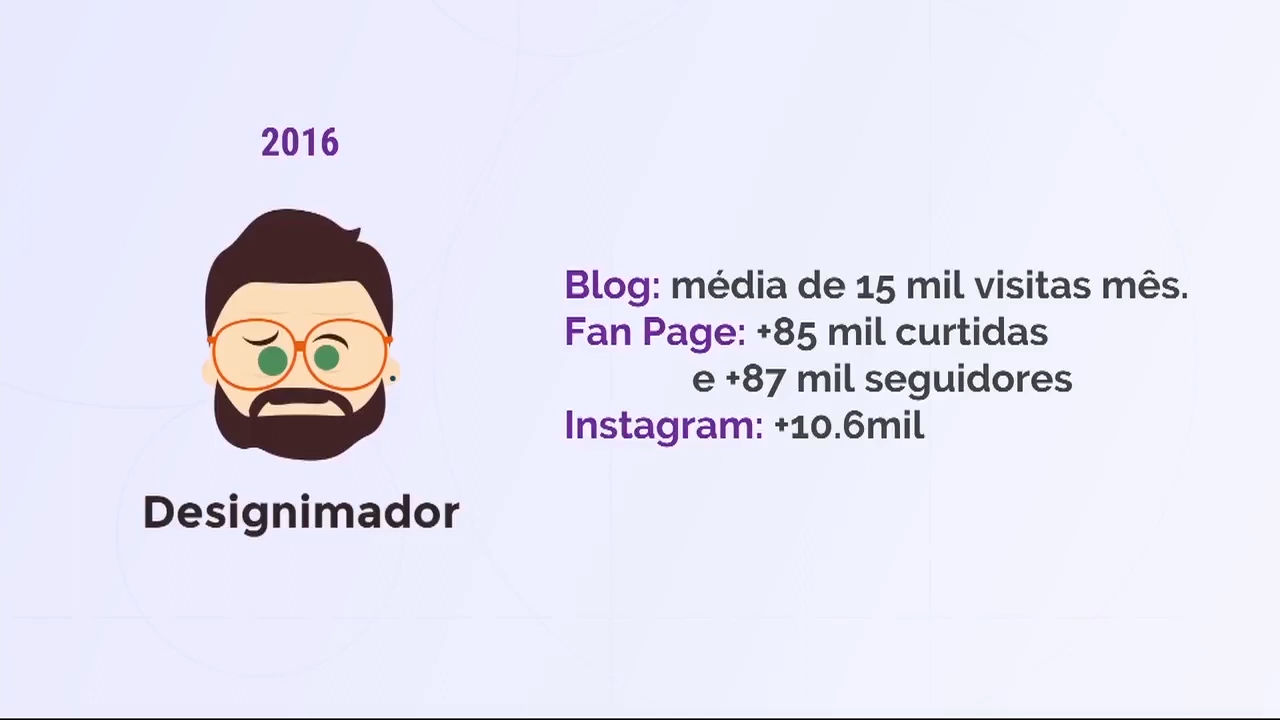 2016
Designimador
Blog: média de 15 mil visitas mês.
Fan Page: +85 mil curtidas
e +87 mil seguidores
Instagram: +10.6mil